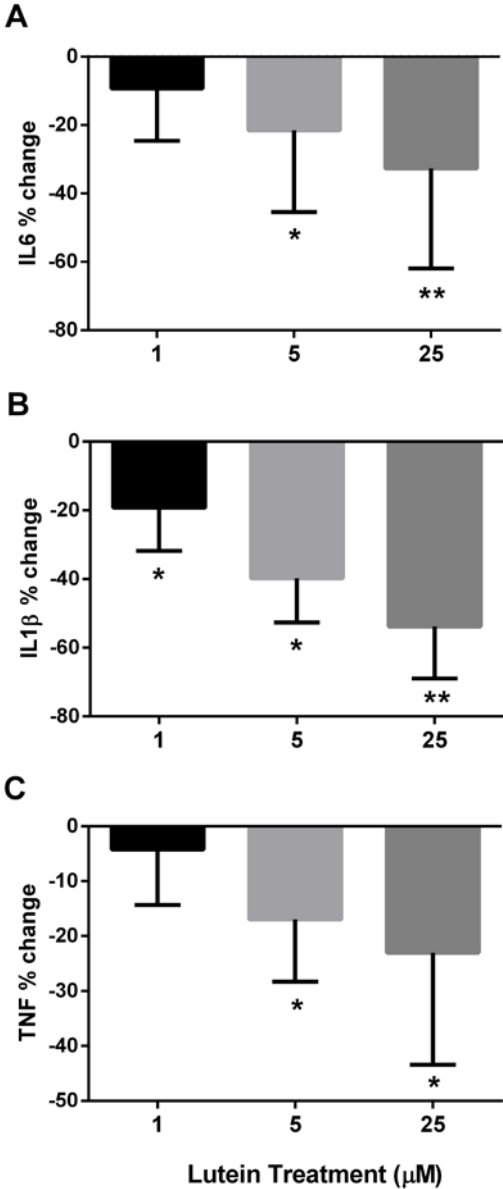 A
0
-20
-40
-60
-80
IL6 % change
*
**
1 5 25
B
0
-20
-40
-60
-80
IL1β % change
*
*
**
1 5 25
C
0
-10
-20
-30
-40
-50
TNF % change
*
*
1 5 25
Lutein Treatment (μM)